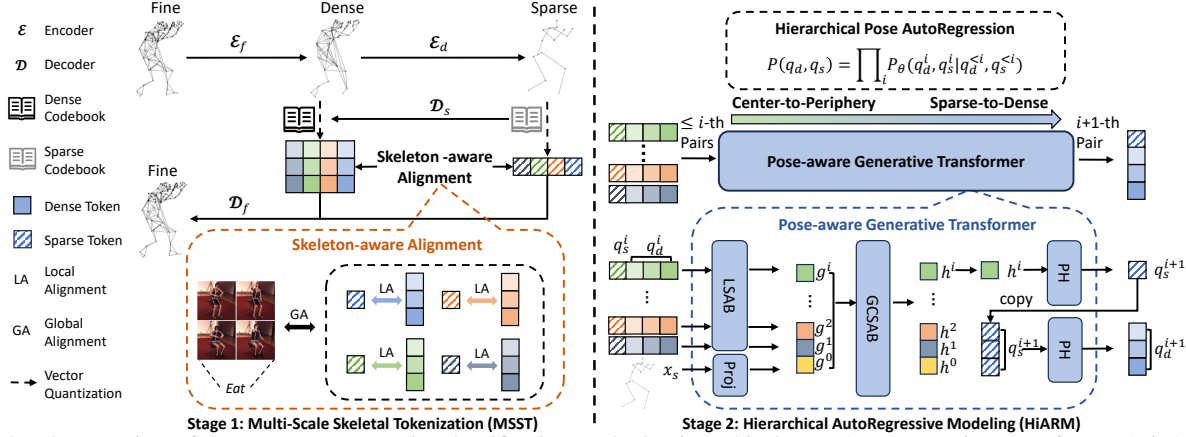 Fine
Dense
Sparse
ℰ Encoder
𝒟 Decoder
Dense
Codebook
Sparse
Codebook
Dense Token
Sparse Token
LA Local
Alignment
GA Global
Alignment
Vector
Quantization
ℰ_f
ℰ_d
𝒟_s
Skeleton -aware
Alignment
Fine
𝒟_f
Skeleton-aware Alignment
LA
LA
GA
LA
LA
Eat
Stage 1: Multi-Scale Skeletal Tokenization (MSST)
Hierarchical Pose AutoRegression
P(q_d, q_s) = ∏_i P_θ(q_d^i, q_s^i|q_d^{<i}, q_s^{<i})
Center-to-Periphery
Sparse-to-Dense
≤ i-th
Pairs
Pose-aware Generative Transformer
i+1-th
Pair
Pose-aware Generative Transformer
q_s^i
q_d^i
LSAB
g^i
GCSAB
h^i
h^i
PH
q_s^{i+1}
copy
g^2
g^1
g^0
h^2
h^1
h^0
q_s^{i+1}
PH
q_d^{i+1}
x_s
Proj
Stage 2: Hierarchical AutoRegressive Modeling (HiARM)